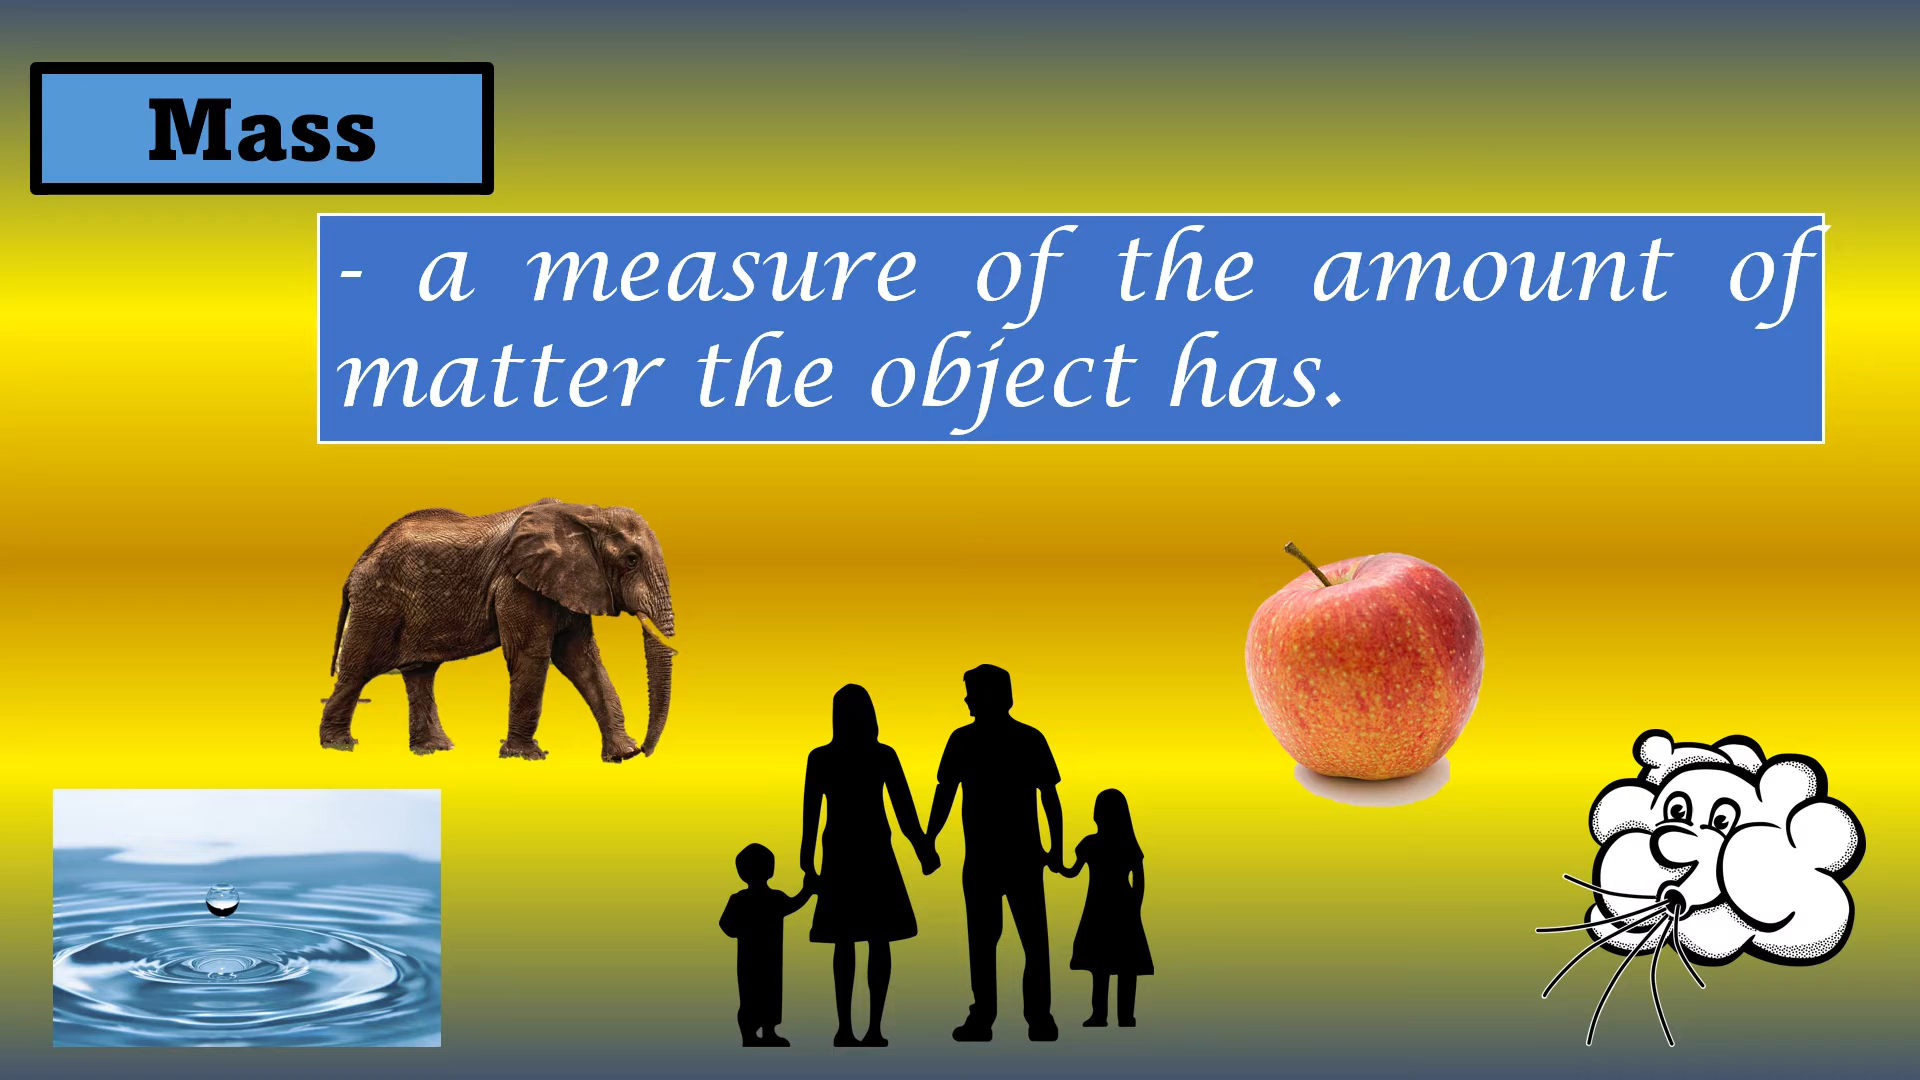 Mass
- a measure of the amount of
matter the object has.